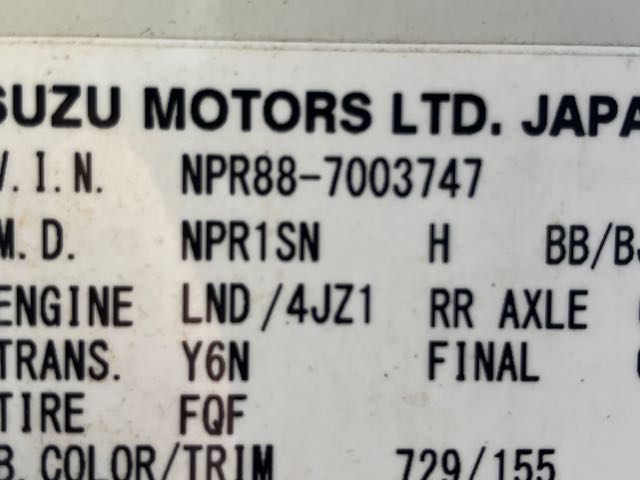 SUZU MOTORS LTD. JAPA
V.I.N. NPR88-7003747
M.D. NPR1SN H BB/BJ
ENGINE LND/4JZ1 RR AXLE
TRANS. Y6N FINAL
TIRE FQF
B.COLOR/TRIM 729/155